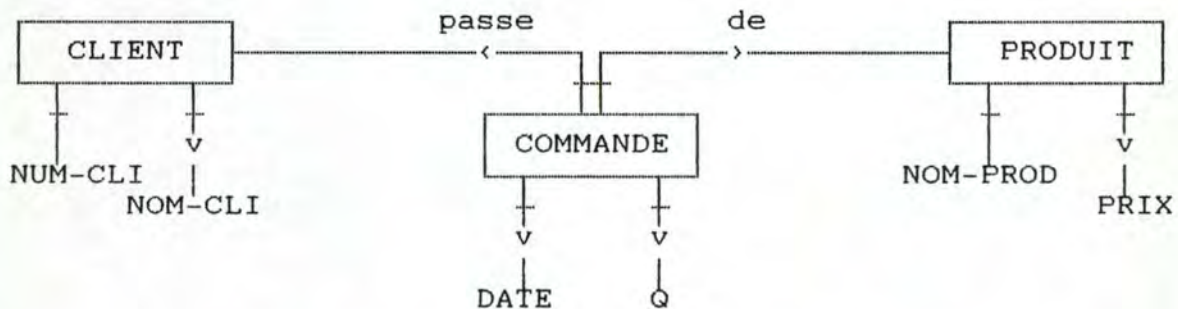 passe de
CLIENT PRODUIT
COMMANDE
NUM-CLI NOM-PROD
NOM-CLI PRIX
DATE Q